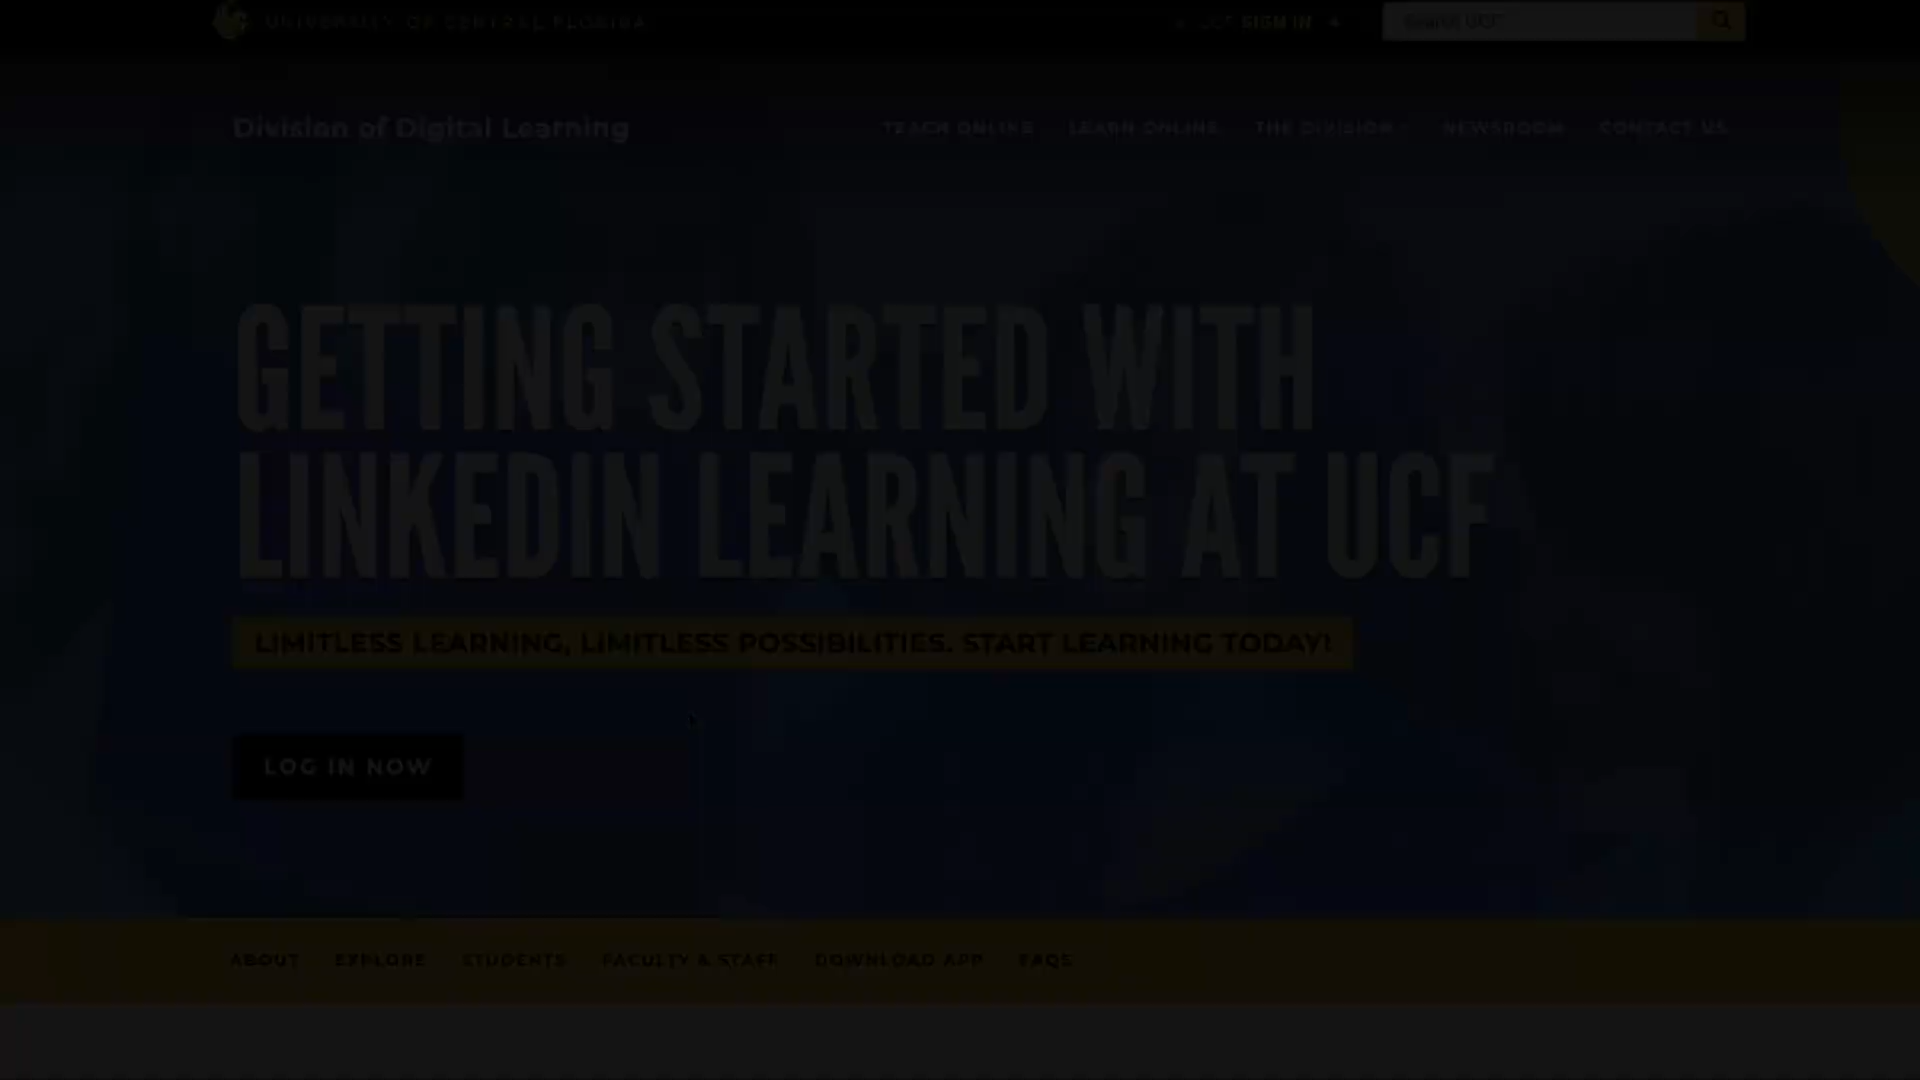 UNIVERSITY OF CENTRAL FLORIDA
SIGN IN
Search UCF
Division of Digital Learning
TEACH ONLINE
LEARN ONLINE
THE DIVISION
NEWSROOM
CONTACT US
GETTING STARTED WITH
LINKEDIN LEARNING AT UCF
LIMITLESS LEARNING, LIMITLESS POSSIBILITIES. START LEARNING TODAY!
LOG IN NOW
ABOUT
EXPLORE
STUDENTS
FACULTY & STAFF
DOWNLOAD APP
FAQS